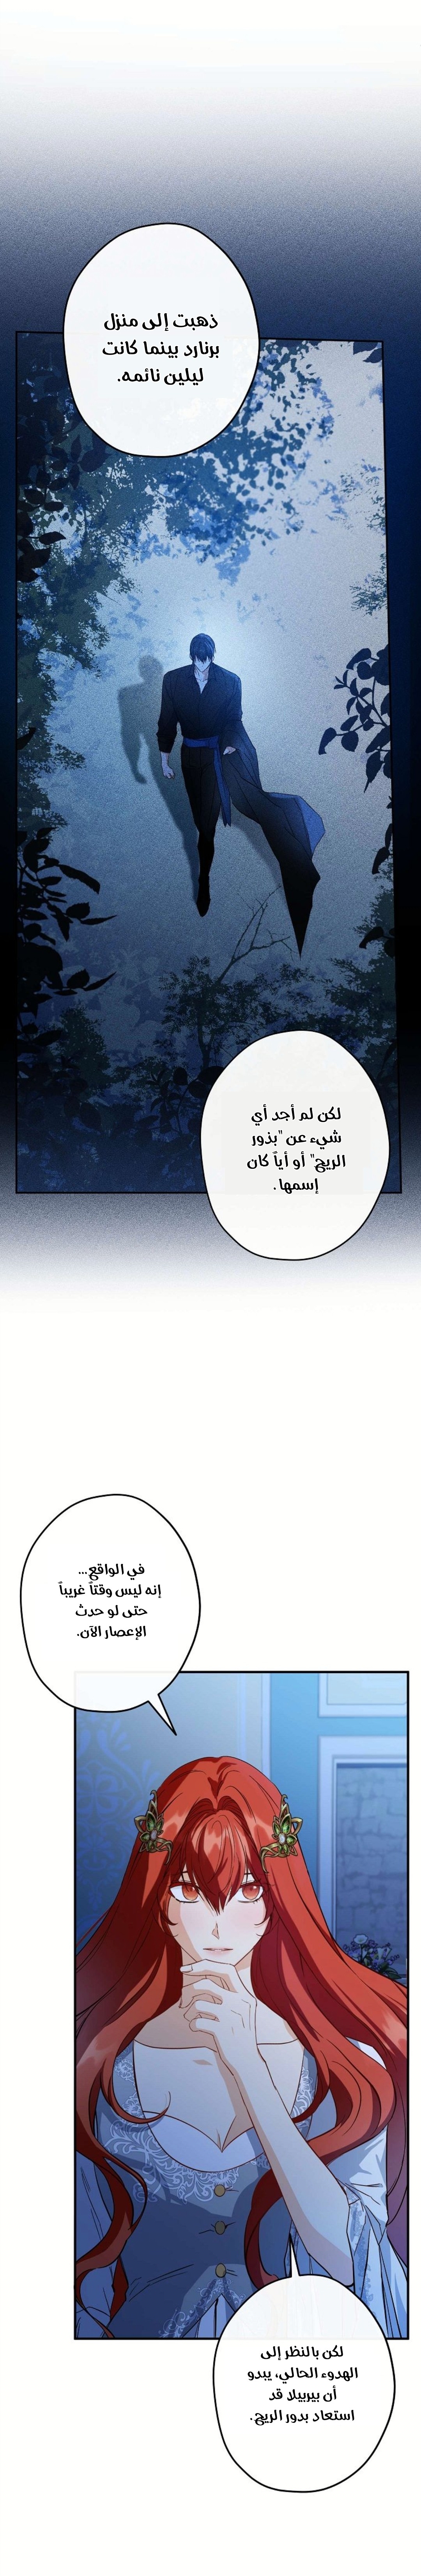 ذهبت إلى منزل
برنارد بينما كانت
ليلين نائمه.
لكن لم أجد أي
شيء عن "بذور
الريح" أو أياً كان
إسمها.
في الواقع...
إنه ليس وقتاً غريباً
حتى لو حدث
الإعصار الآن.
لكن بالنظر إلى
الهدوء الحالي، يبدو
أن بيربيلا قد
استعاد بدور الريح.